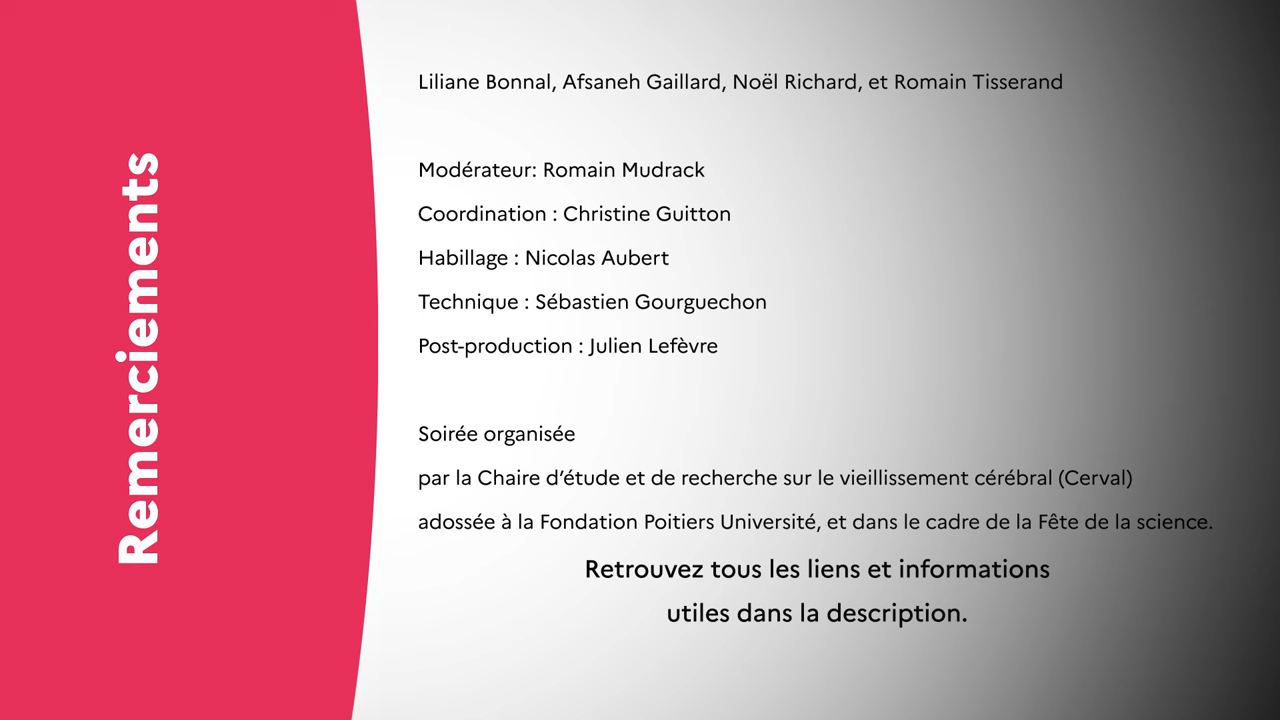 Remerciements
Liliane Bonnal, Afsaneh Gaillard, Noël Richard, et Romain Tisserand
Modérateur: Romain Mudrack
Coordination : Christine Guitton
Habillage : Nicolas Aubert
Technique : Sébastien Gourguechon
Post-production : Julien Lefèvre
Soirée organisée
par la Chaire d’étude et de recherche sur le vieillissement cérébral (Cerval)
adossée à la Fondation Poitiers Université, et dans le cadre de la Fête de la science.
Retrouvez tous les liens et informations
utiles dans la description.